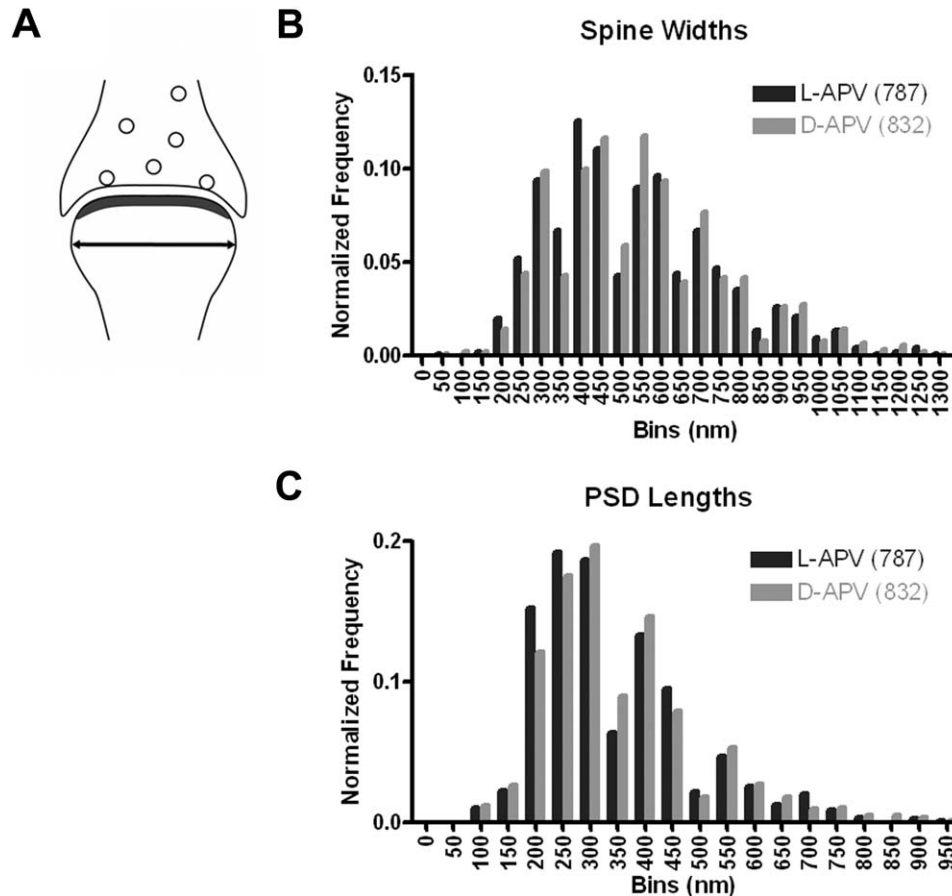 A
B
Spine Widths
L-APV (787)
D-APV (832)
Normalized Frequency
0.15
0.10
0.05
0.00
0 50 100 150 200 250 300 350 400 450 500 550 600 650 700 750 800 850 900 950 1000 1050 1100 1150 1200 1250 1300
Bins (nm)
C
PSD Lengths
L-APV (787)
D-APV (832)
Normalized Frequency
0.2
0.1
0.0
0 50 100 150 200 250 300 350 400 450 500 550 600 650 700 750 800 850 900 950
Bins (nm)